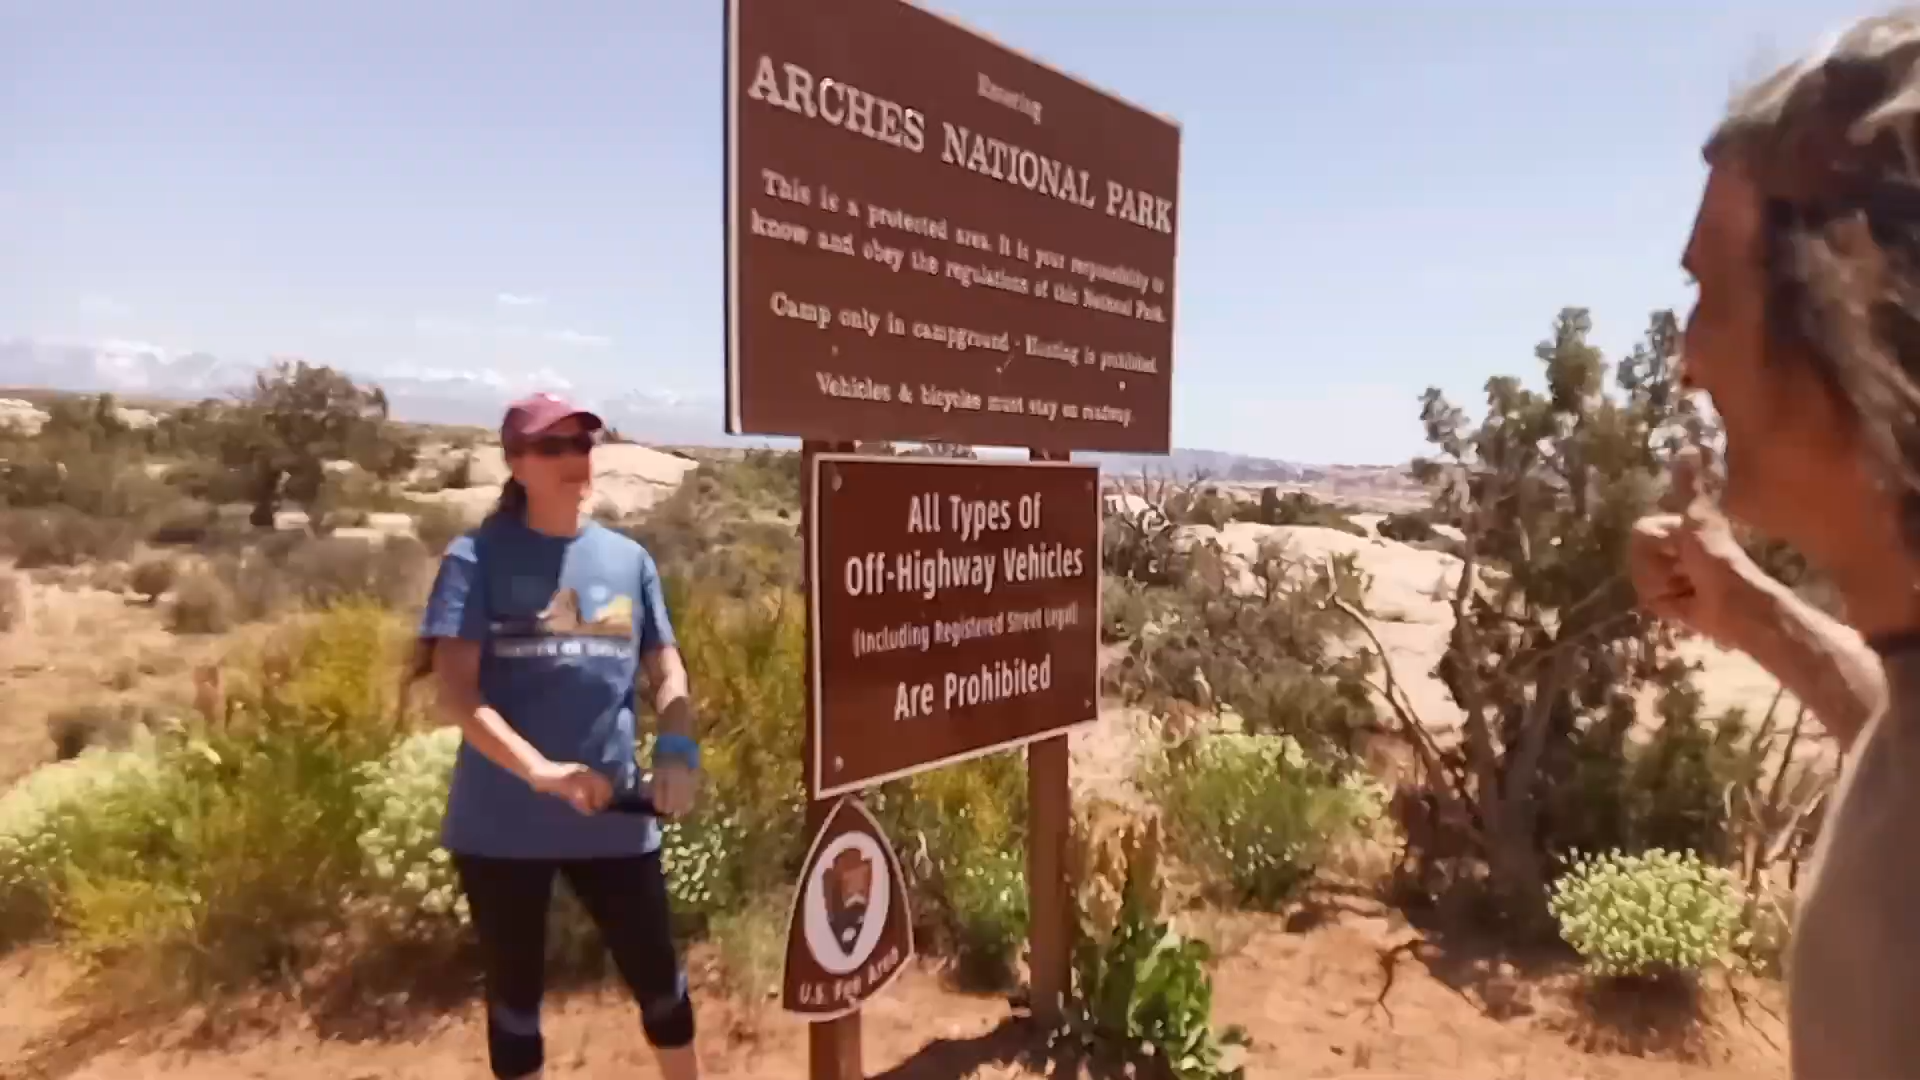 Entering
ARCHES NATIONAL PARK
This is a protected area. It is your responsibility to
know and obey the regulations of this National Park.
Camp only in campground · Hunting is prohibited.
Vehicles & bicycles must stay on roadway.
All Types Of
Off-Highway Vehicles
(Including Registered Street Legal)
Are Prohibited
U.S. Fee Area